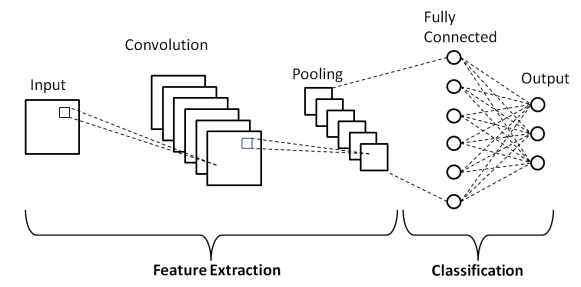 Fully
Connected
Convolution
Pooling
Input
Output
Feature Extraction
Classification